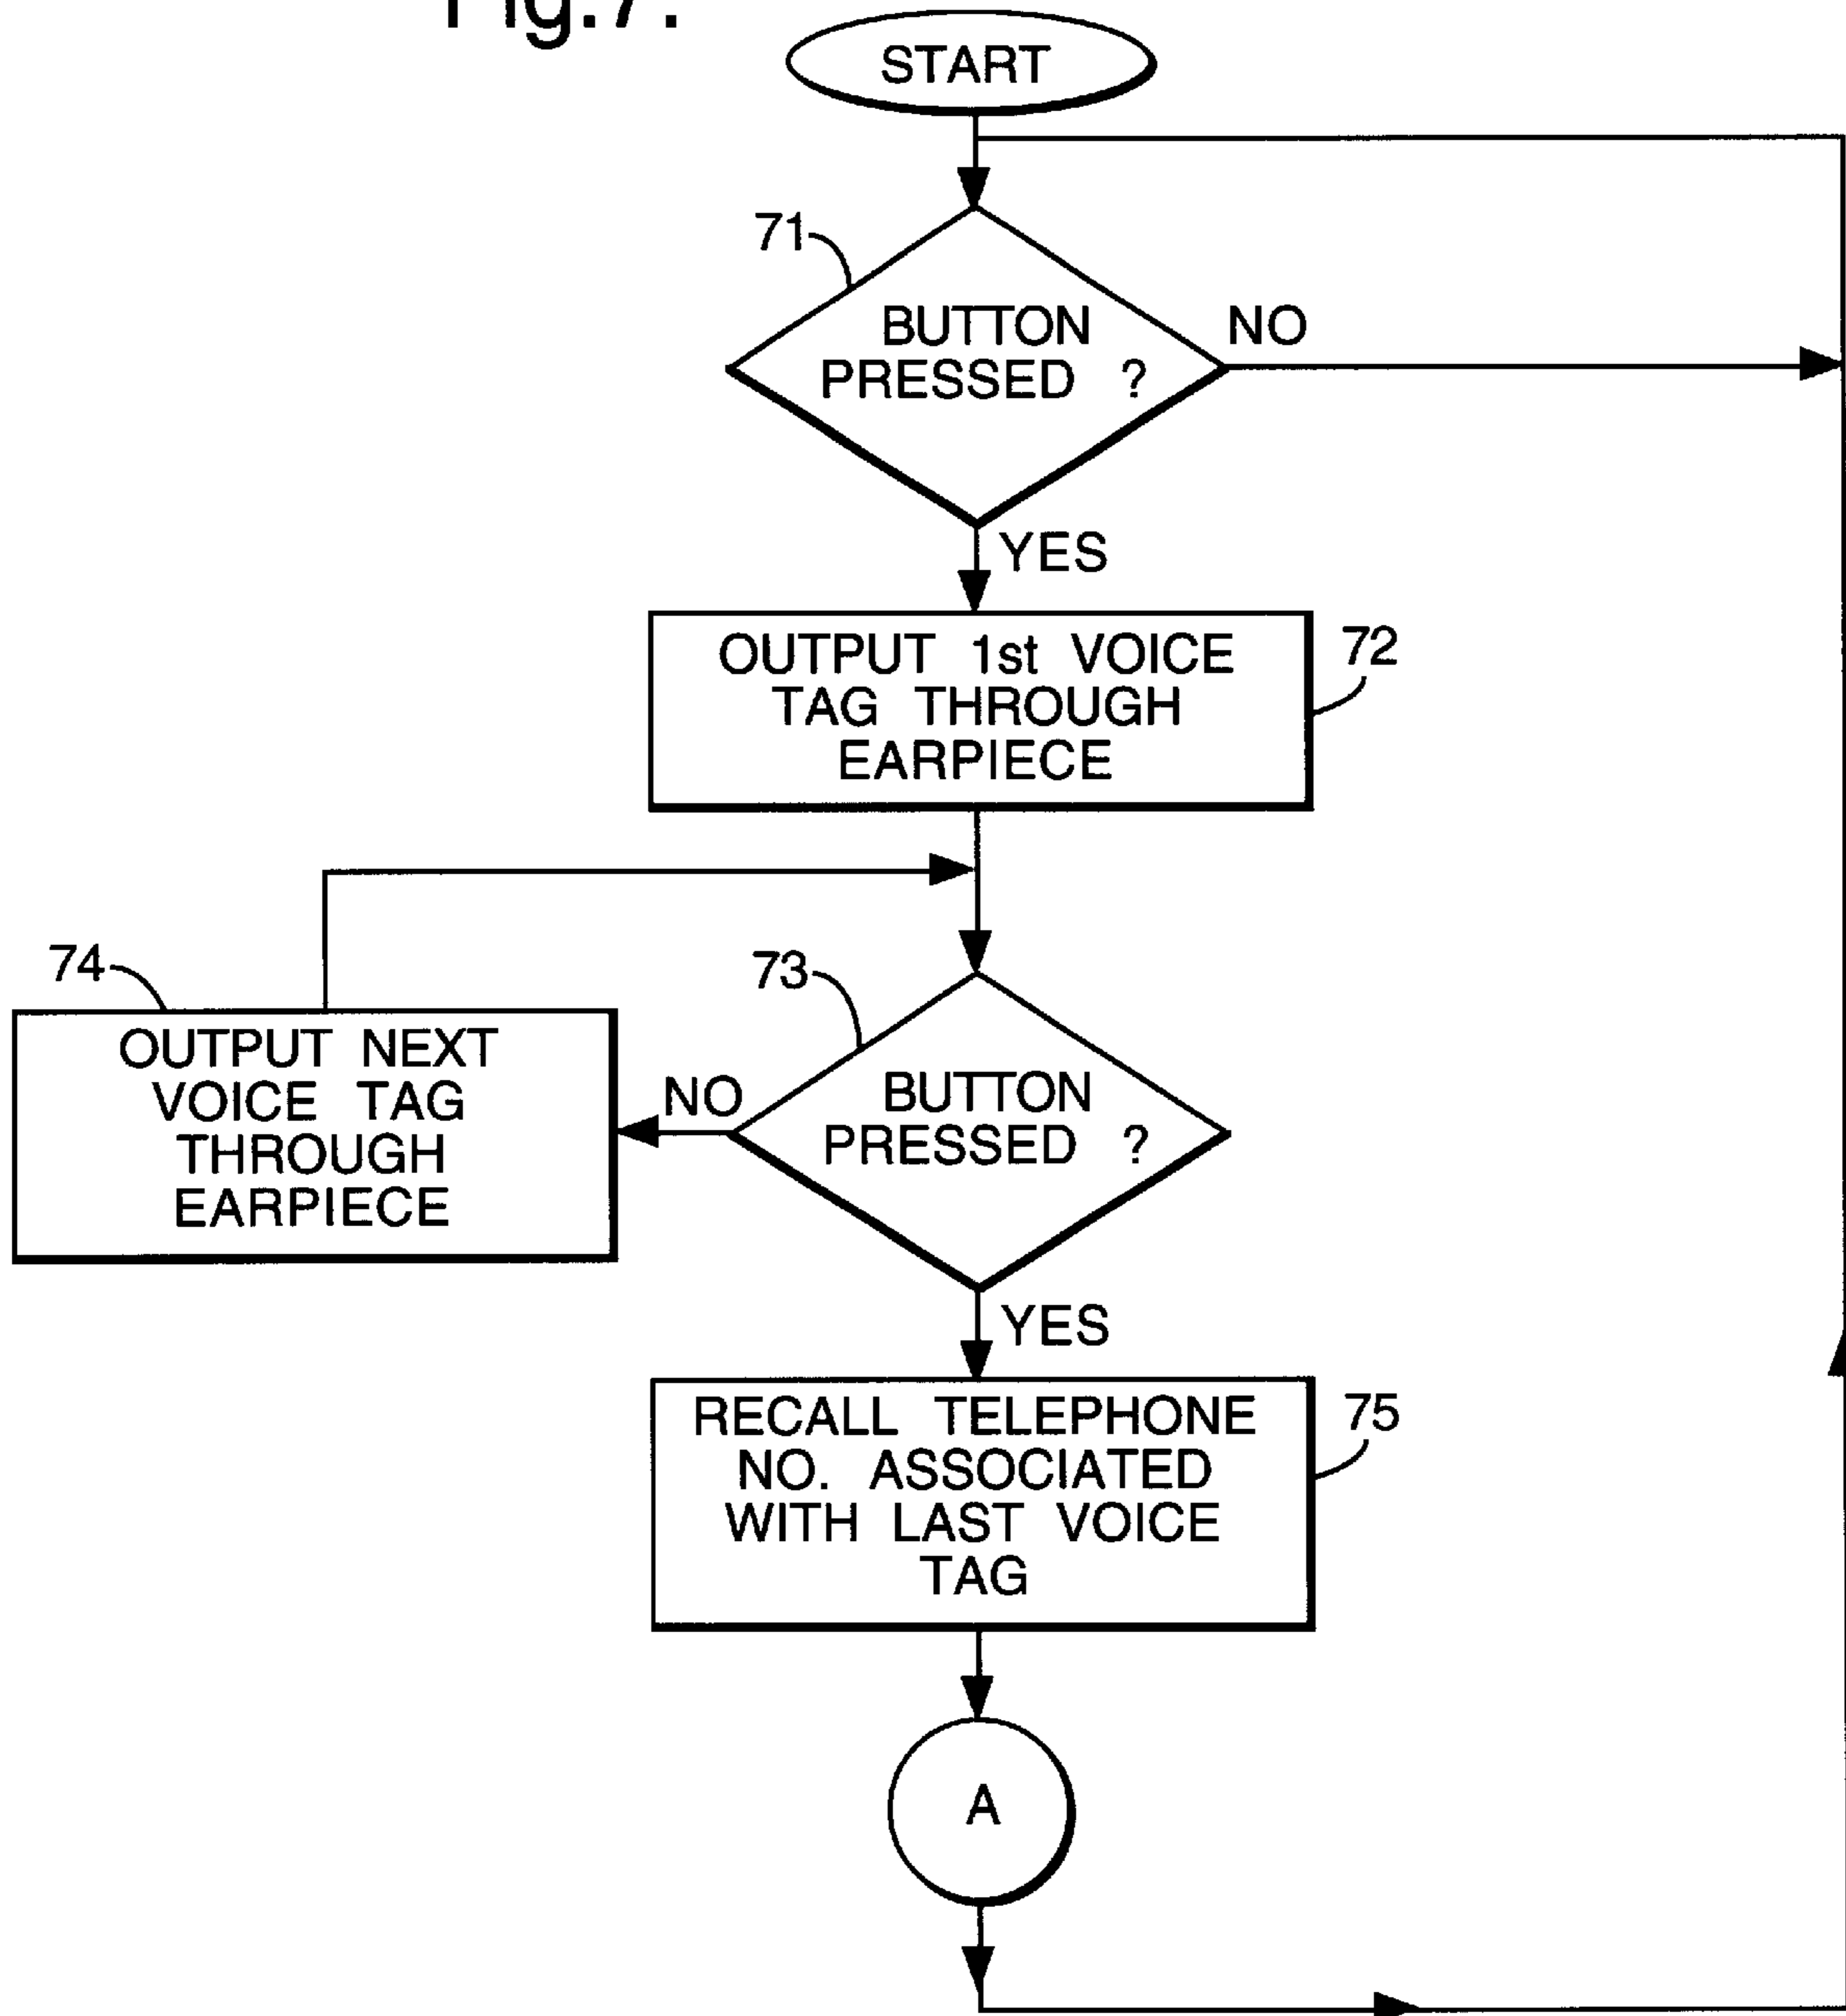 Fig.7.
START
71
BUTTON
PRESSED ?
NO
YES
OUTPUT 1st VOICE
TAG THROUGH
EARPIECE
72
74
73
OUTPUT NEXT
VOICE TAG
THROUGH
EARPIECE
NO
BUTTON
PRESSED ?
YES
RECALL TELEPHONE
NO. ASSOCIATED
WITH LAST VOICE
TAG
75
A